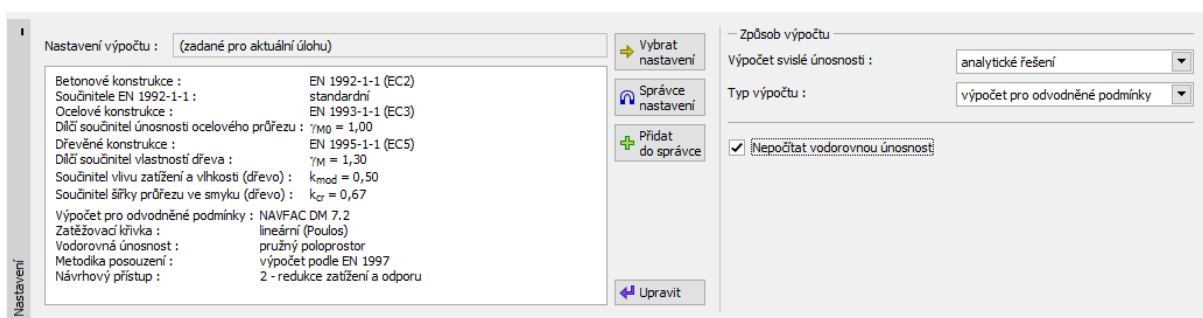 Nastavení
Nastavení výpočtu : (zadané pro aktuální úlohu)
Betonové konstrukce : EN 1992-1-1 (EC2)
Součinitele EN 1992-1-1 : standardní
Ocelové konstrukce : EN 1993-1-1 (EC3)
Dílčí součinitel únosnosti ocelového průřezu : γM0 = 1,00
Dřevěné konstrukce : EN 1995-1-1 (EC5)
Dílčí součinitel vlastností dřeva : γM = 1,30
Součinitel vlivu zatížení a vlhkosti (dřevo) : kmod = 0,50
Součinitel šířky průřezu ve smyku (dřevo) : kcr = 0,67
Výpočet pro odvodněné podmínky : NAVFAC DM 7.2
Zatěžovací křivka : lineární (Poulos)
Vodorovná únosnost : pružný poloprostor
Metodika posouzení : výpočet podle EN 1997
Návrhový přístup : 2 - redukce zatížení a odporu
Vybrat
nastavení
Správce
nastavení
Přidat
do správce
Upravit
Způsob výpočtu
Výpočet svislé únosnosti : analytické řešení
Typ výpočtu : výpočet pro odvodněné podmínky
Nepočítat vodorovnou únosnost